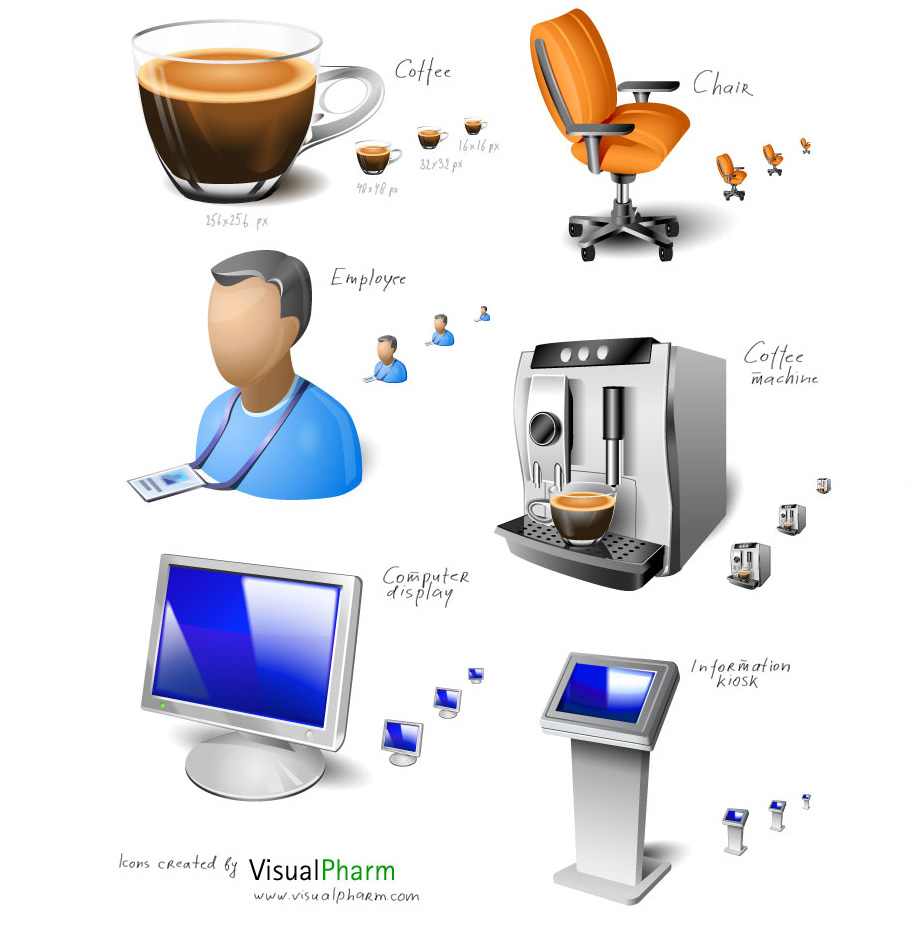 Coffee
16x16 px
32x32 px
48x48 px
256x256 px
Chair
Employee
Coffee
machine
Computer
display
Information
kiosk
Icons created by VisualPharm
www.visualpharm.com